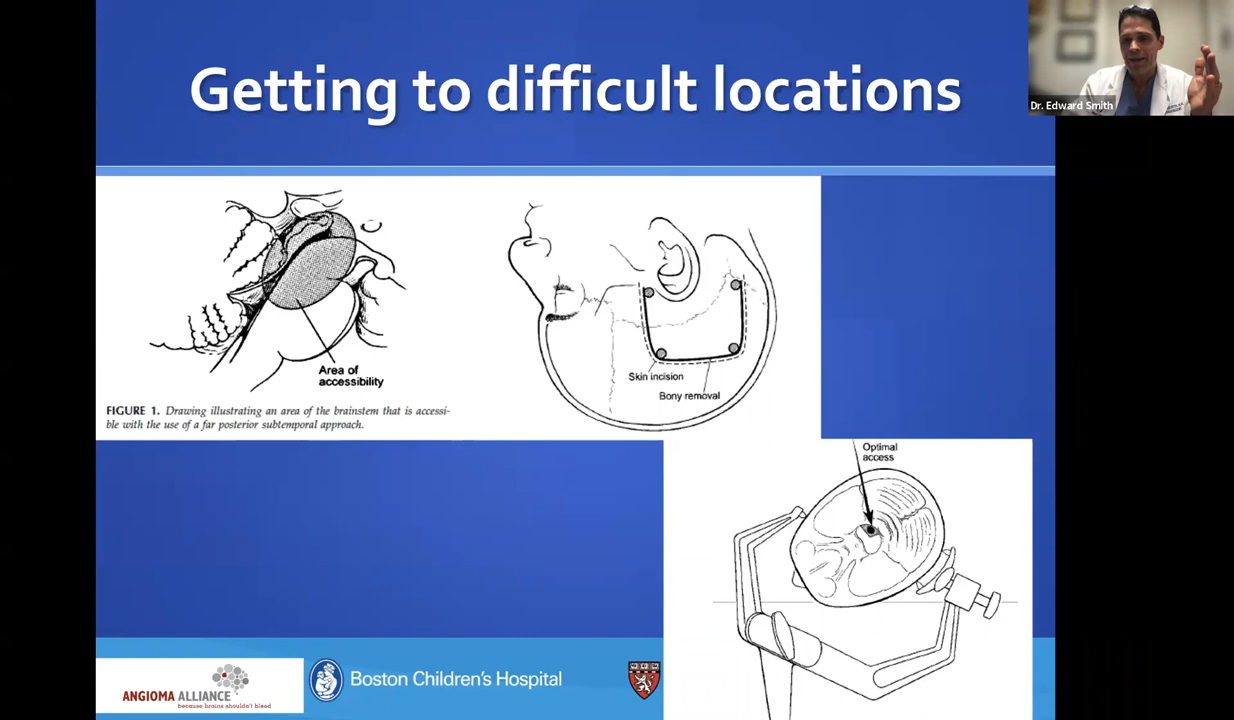 Getting to difficult locations
Dr. Edward Smith
Area of
accessibility
FIGURE 1. Drawing illustrating an area of the brainstem that is accessi-
ble with the use of a far posterior subtemporal approach.
Skin incision
Bony removal
Optimal
access
ANGIOMA ALLIANCE
because brains shouldn't bleed
Boston Children's Hospital